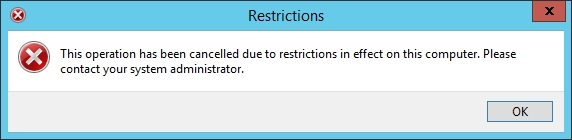 Restrictions
x
This operation has been cancelled due to restrictions in effect on this computer. Please
contact your system administrator.
OK